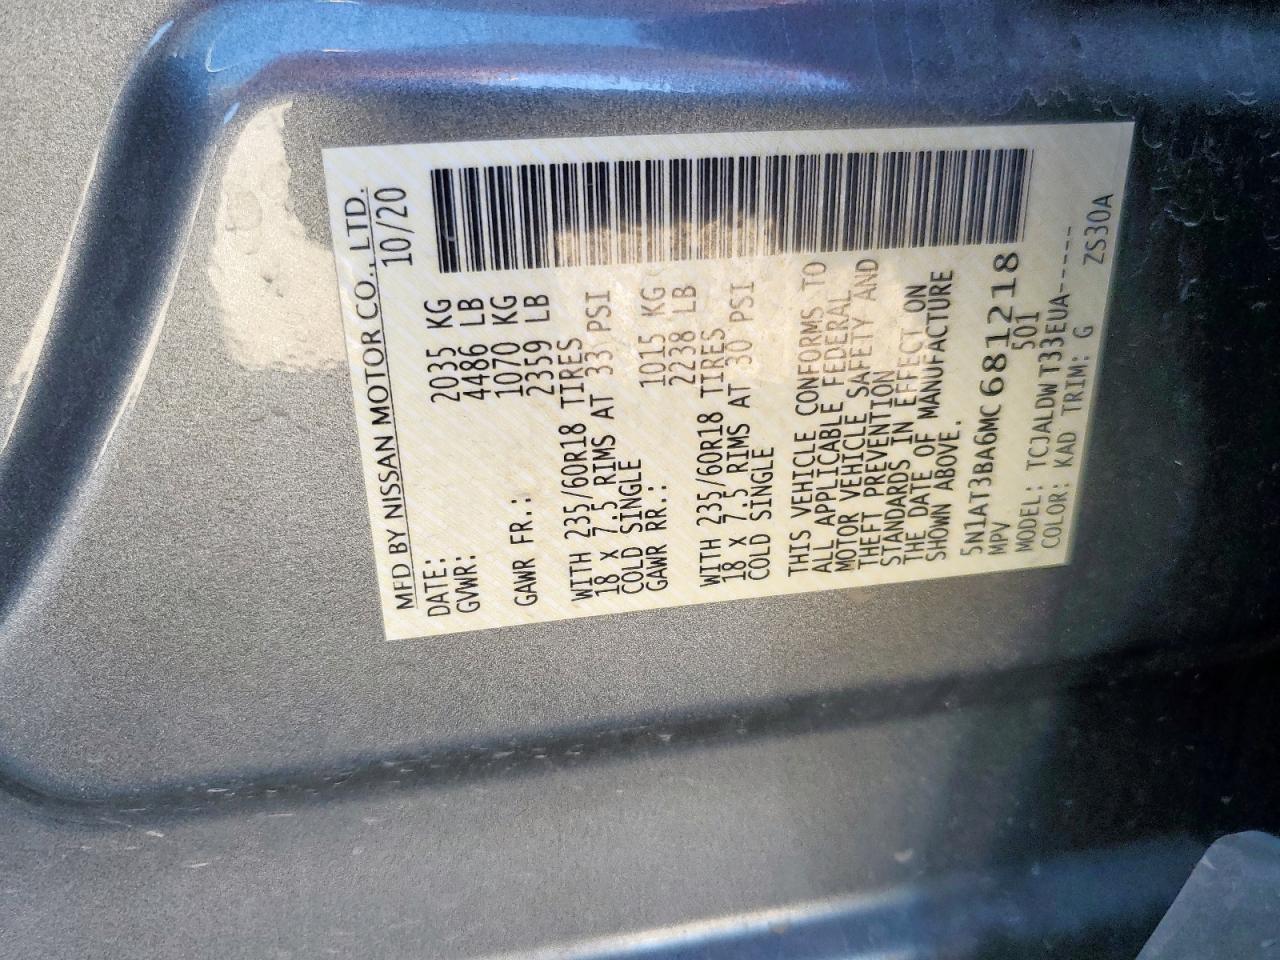 MFD BY NISSAN MOTOR CO., LTD.
DATE: 10/20
GVWR: 2035 KG
4486 LB
GAWR FR.: 1070 KG
2359 LB
WITH 235/60R18 TIRES
18 X 7.5 RIMS AT 33 PSI
COLD SINGLE
GAWR RR.: 1015 KG
2238 LB
WITH 235/60R18 TIRES
18 X 7.5 RIMS AT 30 PSI
COLD SINGLE
THIS VEHICLE CONFORMS TO
ALL APPLICABLE FEDERAL
MOTOR VEHICLE SAFETY AND
THEFT PREVENTION
STANDARDS IN EFFECT ON
THE DATE OF MANUFACTURE
SHOWN ABOVE.
5N1AT3BA6MC681218
MPV 501
MODEL: TCJALDW T33EUA-----
COLOR: KAD TRIM: G ZS30A